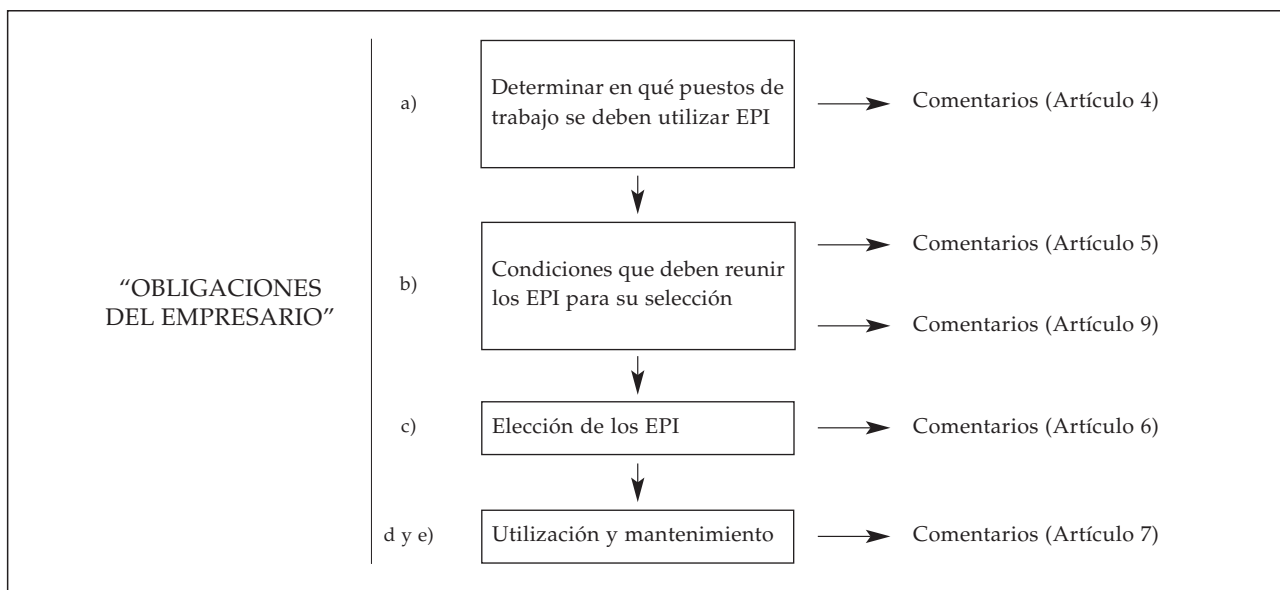 “OBLIGACIONES
DEL EMPRESARIO”
a)
Determinar en qué puestos de
trabajo se deben utilizar EPI
Comentarios (Artículo 4)
b)
Condiciones que deben reunir
los EPI para su selección
Comentarios (Artículo 5)
Comentarios (Artículo 9)
c)
Elección de los EPI
Comentarios (Artículo 6)
d y e)
Utilización y mantenimiento
Comentarios (Artículo 7)